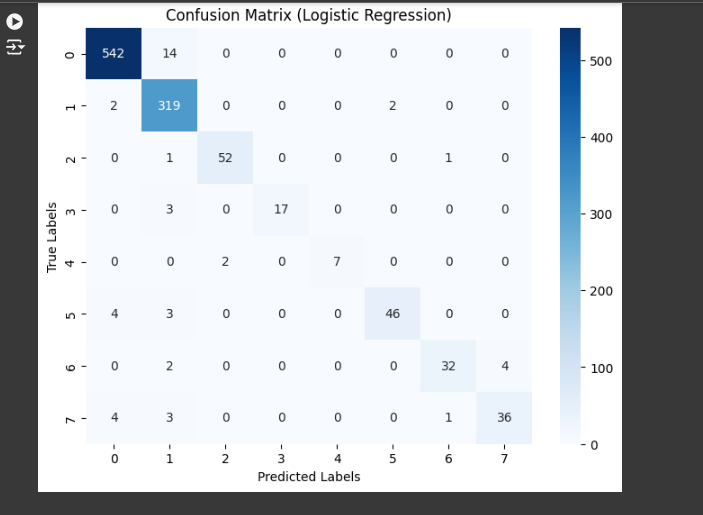 Confusion Matrix (Logistic Regression)
0 542 14 0 0 0 0 0 0
1 2 319 0 0 0 2 0 0
2 0 1 52 0 0 0 1 0
3 0 3 0 17 0 0 0 0
4 0 0 2 0 7 0 0 0
5 4 3 0 0 0 46 0 0
6 0 2 0 0 0 0 32 4
7 4 3 0 0 0 0 1 36
0 1 2 3 4 5 6 7
True Labels
Predicted Labels
500
400
300
200
100
0